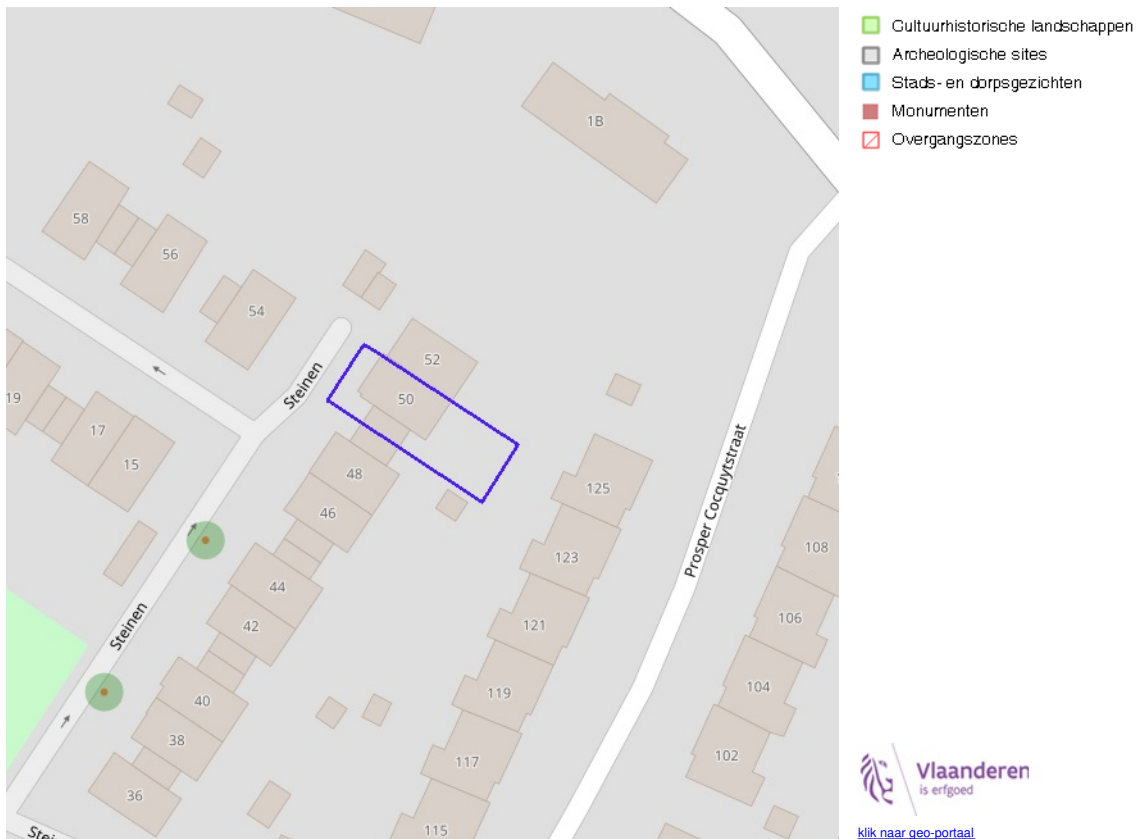 Cultuurhistorische landschappen
Archeologische sites
Stads- en dorpsgezichten
Monumenten
Overgangszones
1B
58
56
54
52
50
Steinen
19
17
15
48
46
125
123
108
44
42
121
106
Prosper Cocquytstraat
Steinen
40
38
119
104
36
117
102
115
Vlaanderen
is erfgoed
klik naar geo-portaal